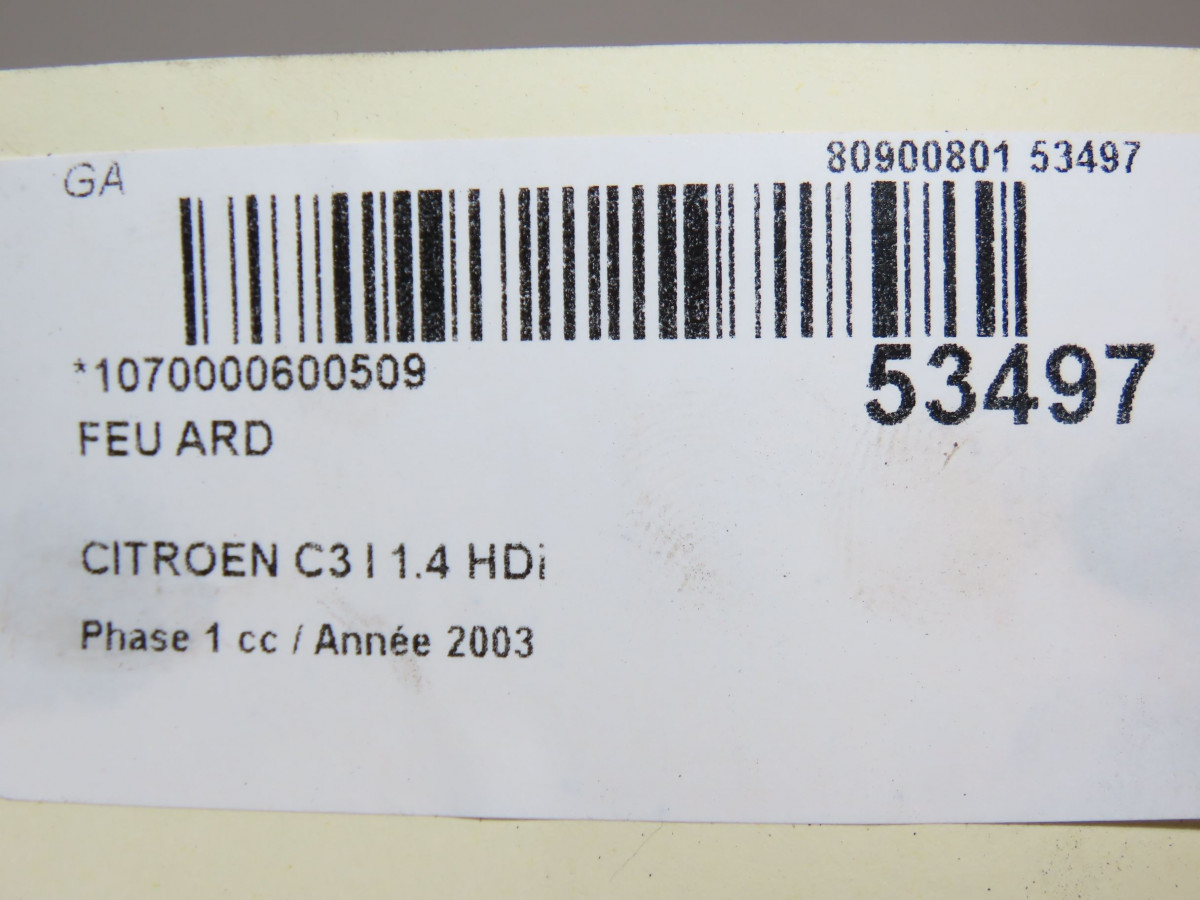 GA
80900801 53497
*1070000600509
53497
FEU ARD
CITROEN C3 I 1.4 HDi
Phase 1 cc / Année 2003